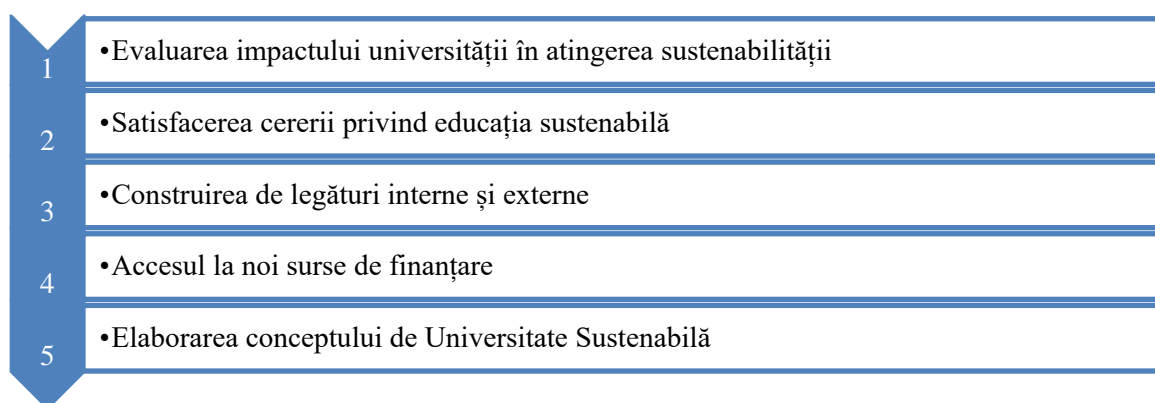 1
•Evaluarea impactului universității în atingerea sustenabilității
2
•Satisfacerea cererii privind educația sustenabilă
3
•Construirea de legături interne și externe
4
•Accesul la noi surse de finanțare
5
•Elaborarea conceptului de Universitate Sustenabilă